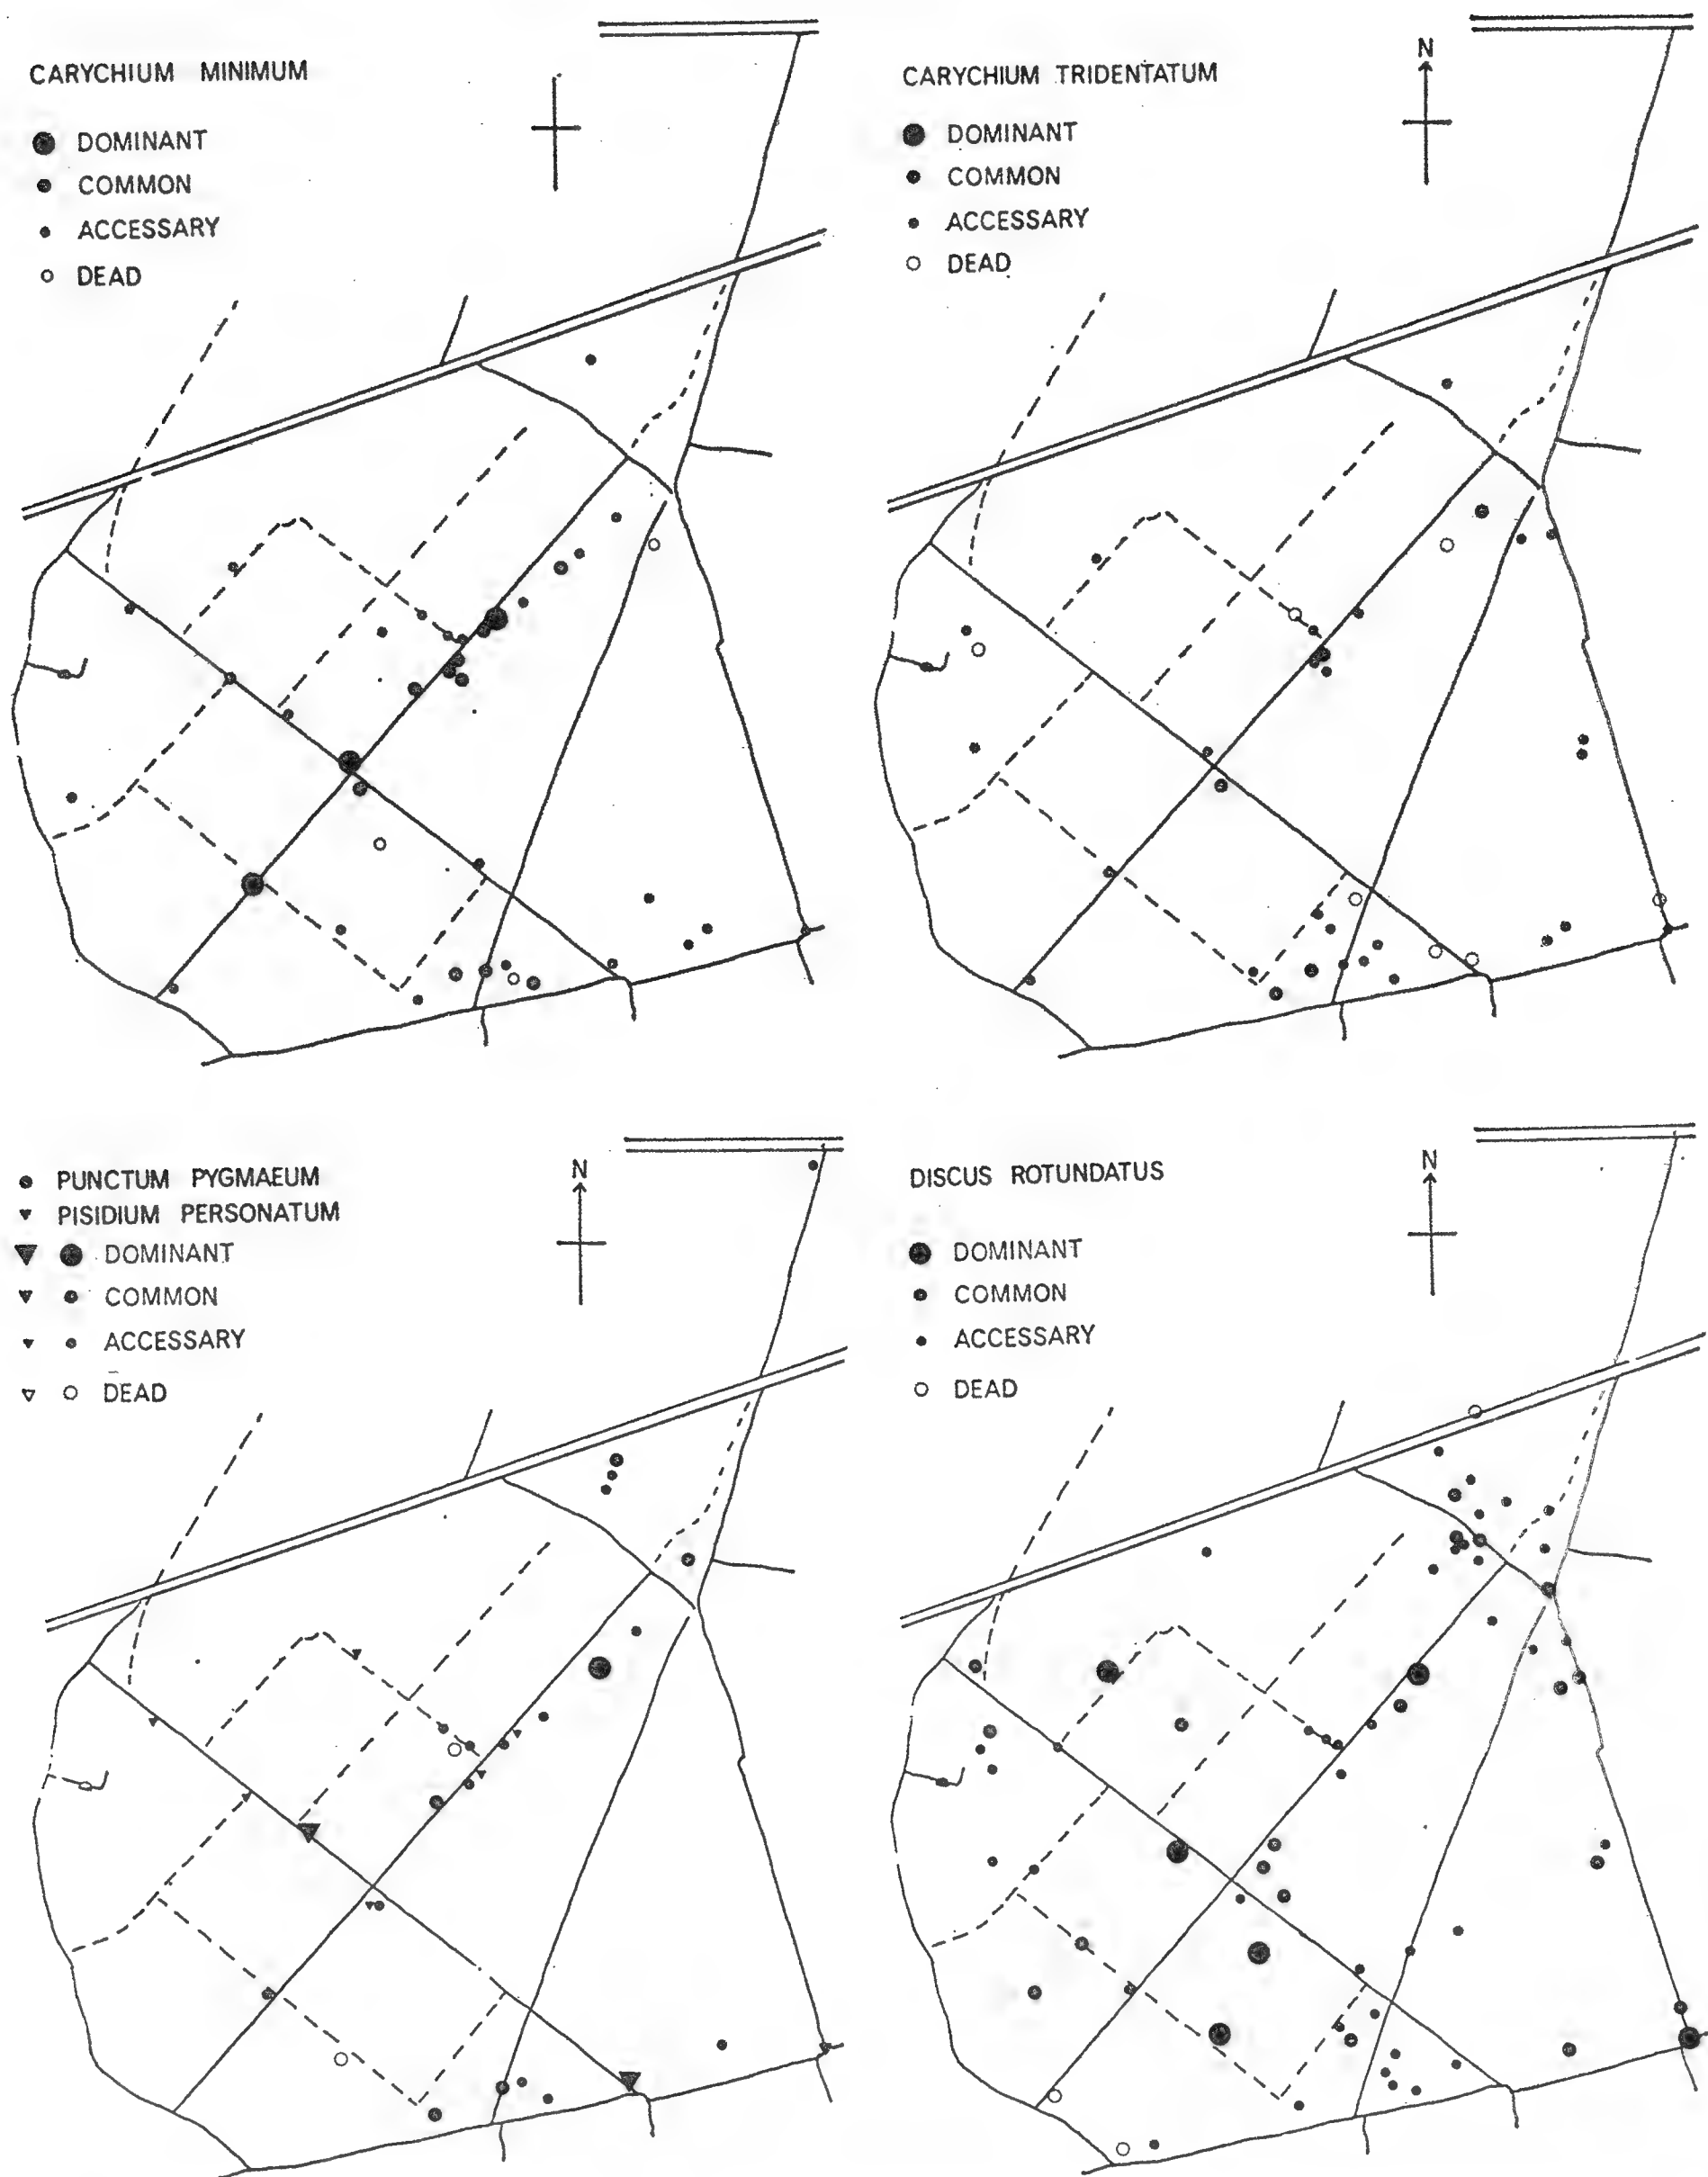 CARYCHIUM MINIMUM
DOMINANT
COMMON
ACCESSARY
DEAD
CARYCHIUM TRIDENTATUM
N
DOMINANT
COMMON
ACCESSARY
DEAD
PUNCTUM PYGMAEUM
PISIDIUM PERSONATUM
N
DOMINANT
COMMON
ACCESSARY
DEAD
DISCUS ROTUNDATUS
N
DOMINANT
COMMON
ACCESSARY
DEAD